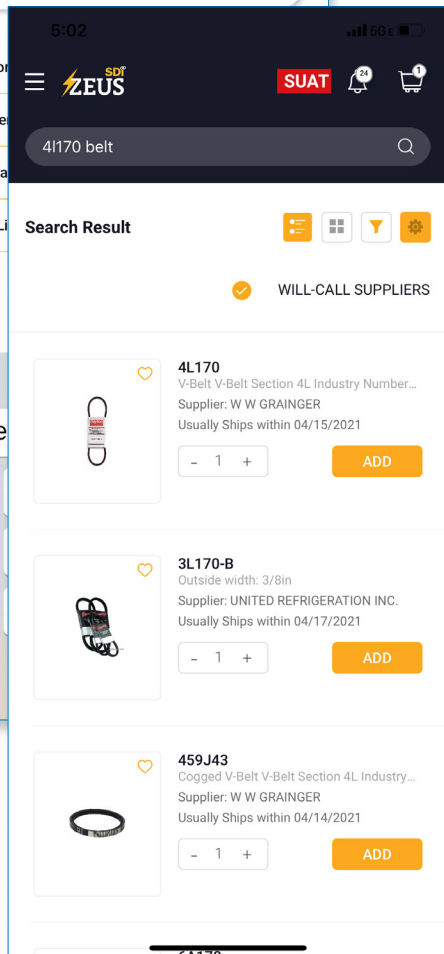 5:02
5G E
SDI
ZEUS
SUAT
24
1
4l170 belt
Search Result
WILL-CALL SUPPLIERS
4L170
V-Belt V-Belt Section 4L Industry Number...
Supplier: W W GRAINGER
Usually Ships within 04/15/2021
- 1 +
ADD
3L170-B
Outside width: 3/8in
Supplier: UNITED REFRIGERATION INC.
Usually Ships within 04/17/2021
- 1 +
ADD
459J43
Cogged V-Belt V-Belt Section 4L Industry...
Supplier: W W GRAINGER
Usually Ships within 04/14/2021
- 1 +
ADD